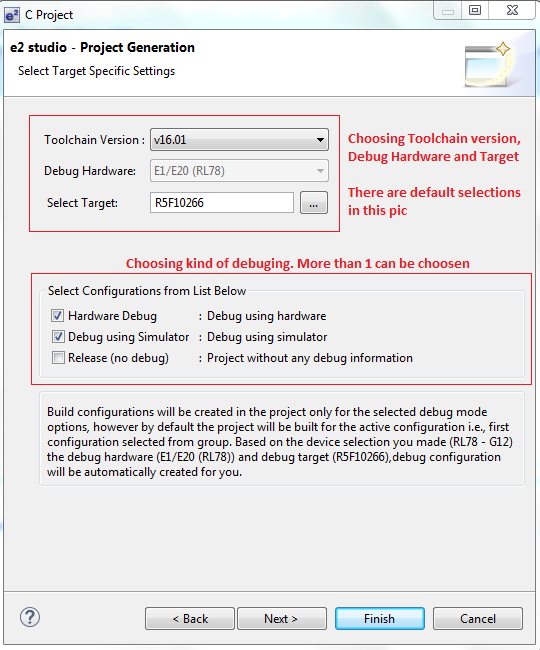 e² C Project
e2 studio - Project Generation
Select Target Specific Settings
Toolchain Version : v16.01
Debug Hardware: E1/E20 (RL78)
Select Target: R5F10266 ...
Choosing Toolchain version,
Debug Hardware and Target
There are default selections
in this pic
Choosing kind of debuging. More than 1 can be choosen
Select Configurations from List Below
Hardware Debug : Debug using hardware
Debug using Simulator : Debug using simulator
Release (no debug) : Project without any debug information
Build configurations will be created in the project only for the selected debug mode
options, however by default the project will be built for the active configuration i.e., first
configuration selected from group. Based on the device selection you made (RL78 - G12)
the debug hardware (E1/E20 (RL78)) and debug target (R5F10266),debug configuration
will be automatically created for you.
? < Back Next > Finish Cancel